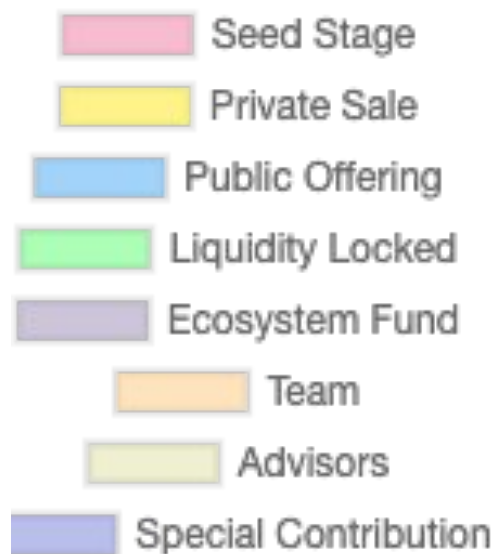 Seed Stage
Private Sale
Public Offering
Liquidity Locked
Ecosystem Fund
Team
Advisors
Special Contribution